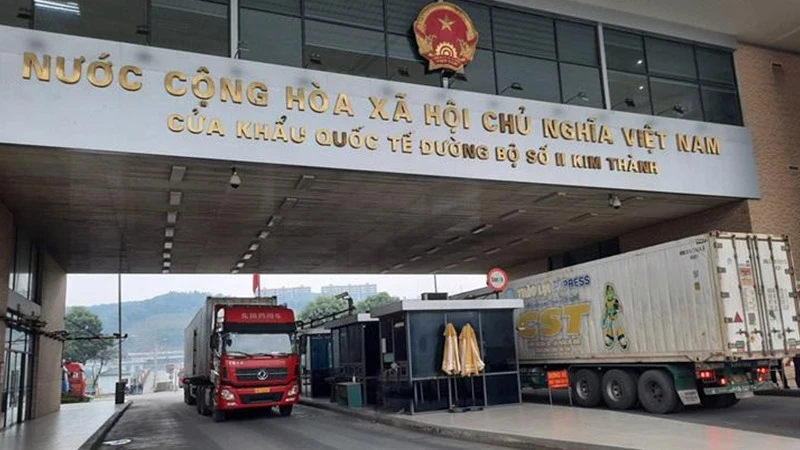 NƯỚC CỘNG HÒA XÃ HỘI CHỦ NGHĨA VIỆT NAM
CỬA KHẨU QUỐC TẾ ĐƯỜNG BỘ SỐ II KIM THÀNH
CST